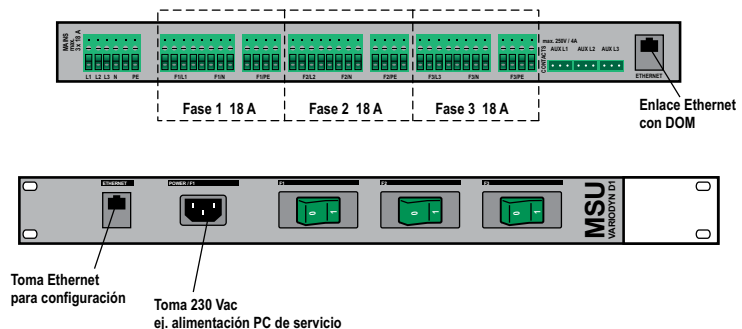 MAINS
max.
3 x 18 A
L1 L2 L3 N PE
F1/L1 F1/N F1/PE
F2/L2 F2/N F2/PE
F3/L3 F3/N F3/PE
CONTACTS
max. 250V / 4A
AUX L1 AUX L2 AUX L3
ETHERNET
Fase 1 18 A
Fase 2 18 A
Fase 3 18 A
Enlace Ethernet
con DOM
ETHERNET
POWER / F1
F1
F2
MSU
VARIODYN D1
Toma Ethernet
para configuración
Toma 230 Vac
ej. alimentación PC de servicio